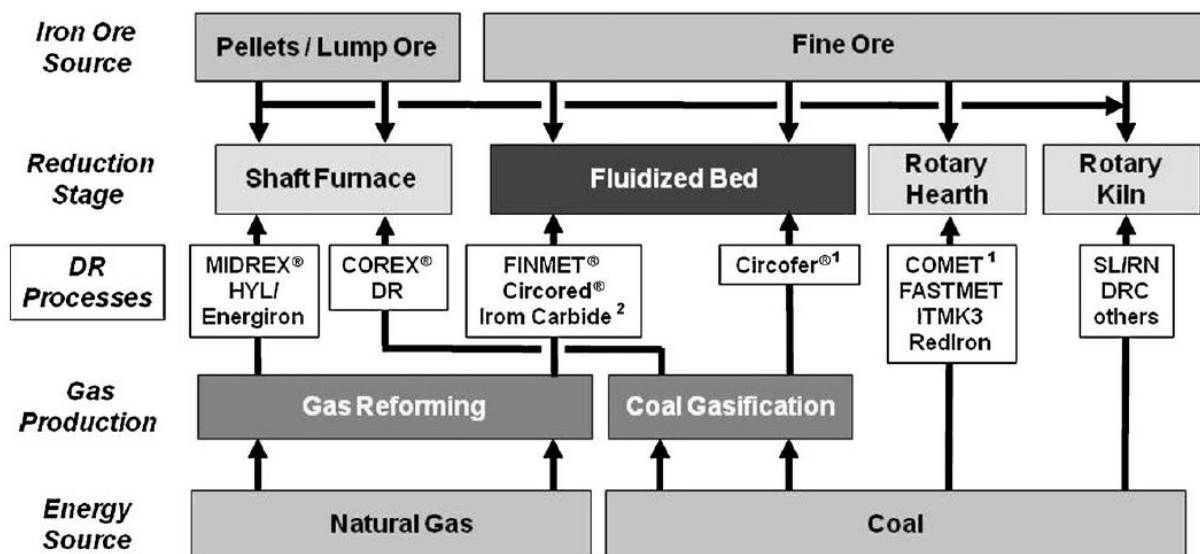 Iron Ore
Source
Pellets / Lump Ore
Fine Ore
Reduction
Stage
Shaft Furnace
Fluidized Bed
Rotary
Hearth
Rotary
Kiln
DR
Processes
MIDREX®
HYL/
Energiron
COREX®
DR
FINMET®
Circored®
Irom Carbide ²
Circofer®¹
COMET ¹
FASTMET
ITMK3
RedIron
SL/RN
DRC
others
Gas
Production
Gas Reforming
Coal Gasification
Energy
Source
Natural Gas
Coal